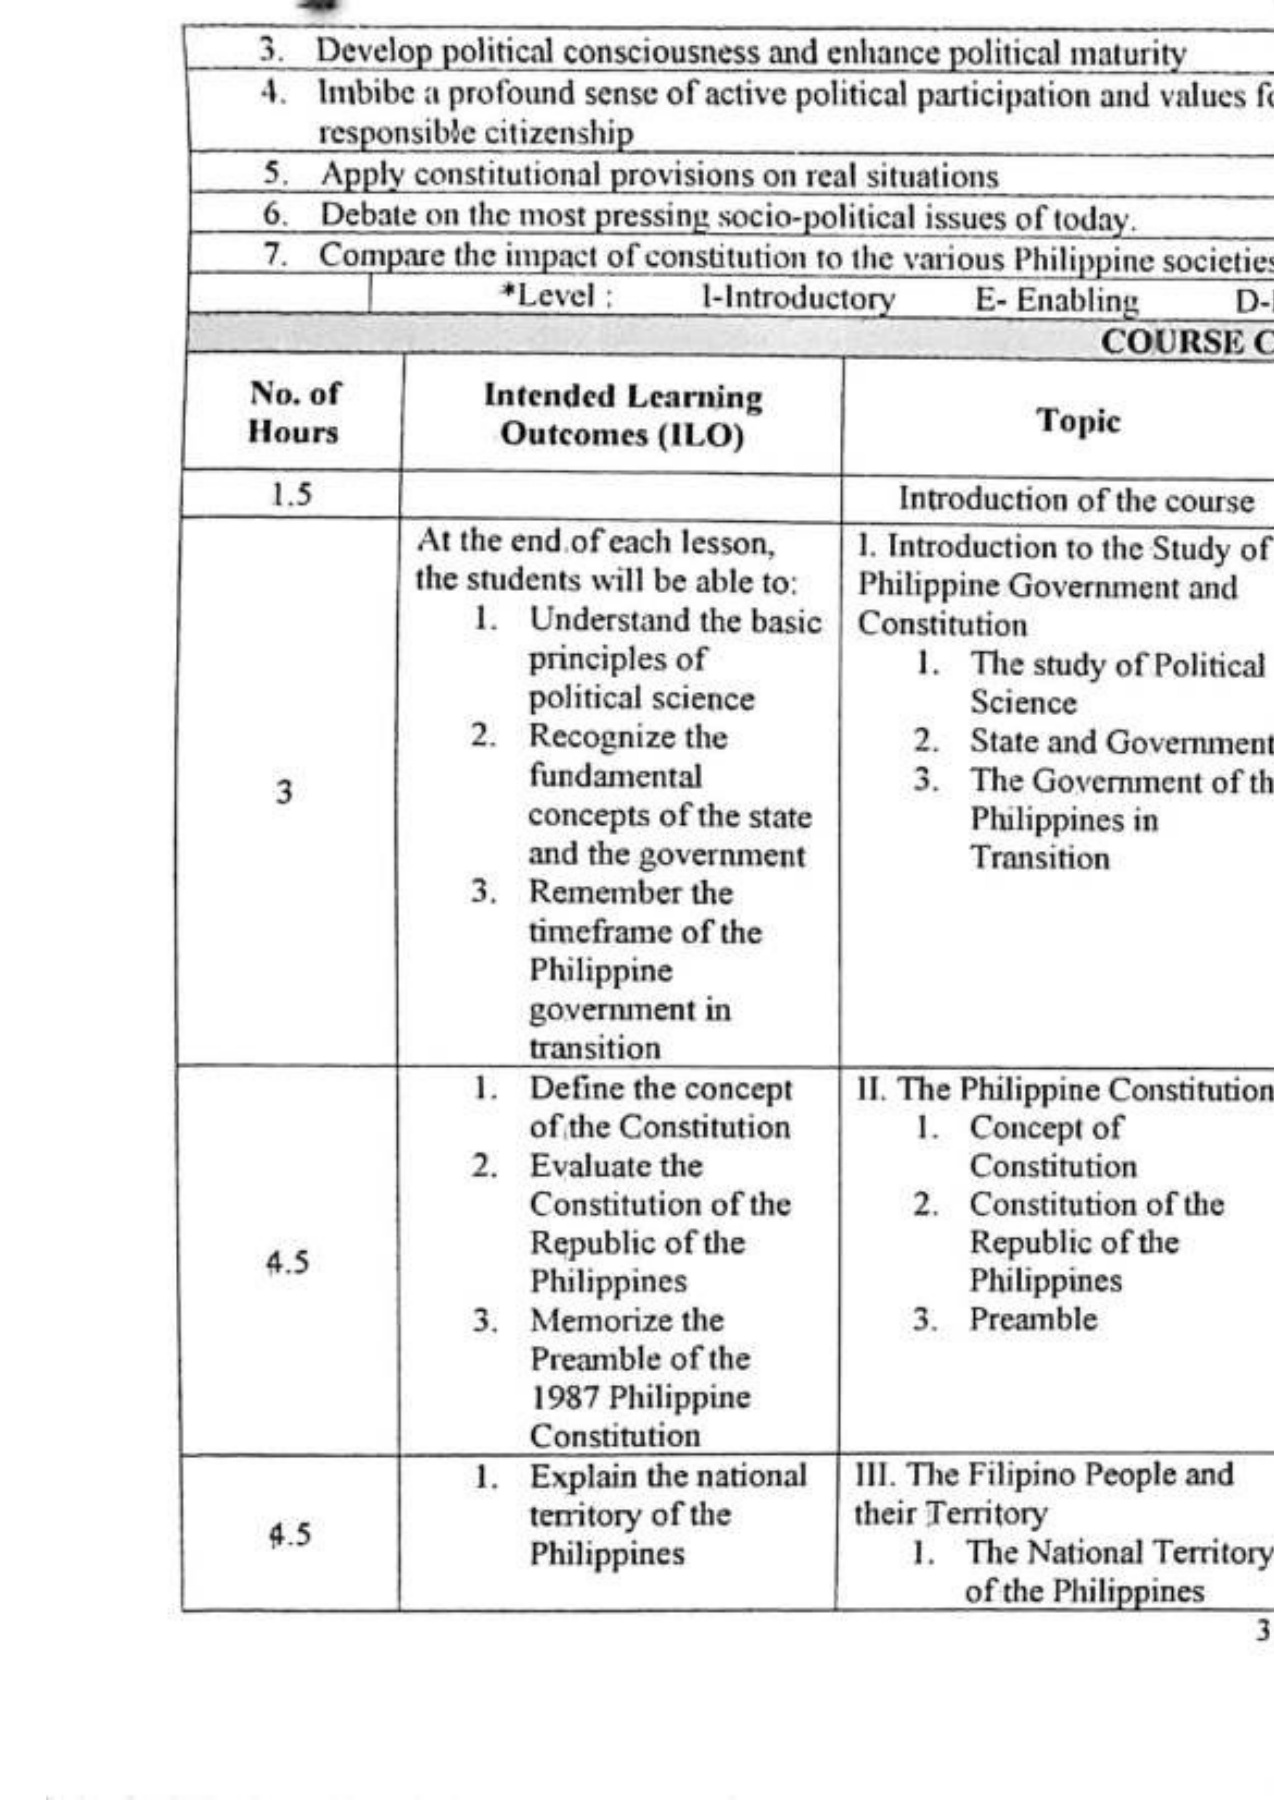 3. Develop political consciousness and enhance political maturity
4. Imbibe a profound sense of active political participation and values
responsible citizenship
5. Apply constitutional provisions on real situations
6. Debate on the most pressing socio-political issues of today.
7. Compare the impact of constitution to the various Philippine societies
*Level : I-Introductory E- Enabling D-
COURSE C
No. of
Hours
Intended Learning
Outcomes (ILO)
Topic
1.5
Introduction of the course
3
At the end of each lesson,
the students will be able to:
1. Understand the basic
principles of
political science
2. Recognize the
fundamental
concepts of the state
and the government
3. Remember the
timeframe of the
Philippine
government in
transition
I. Introduction to the Study of
Philippine Government and
Constitution
1. The study of Political
Science
2. State and Government
3. The Government of th
Philippines in
Transition
4.5
1. Define the concept
of the Constitution
2. Evaluate the
Constitution of the
Republic of the
Philippines
3. Memorize the
Preamble of the
1987 Philippine
Constitution
II. The Philippine Constitution
1. Concept of
Constitution
2. Constitution of the
Republic of the
Philippines
3. Preamble
4.5
1. Explain the national
territory of the
Philippines
III. The Filipino People and
their Territory
1. The National Territory
of the Philippines
3